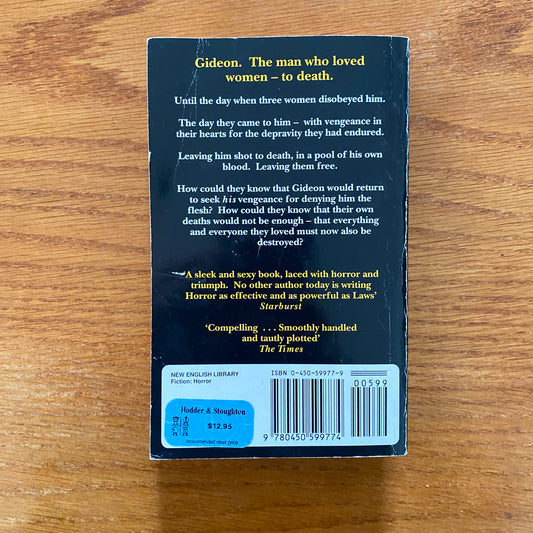 Gideon. The man who loved
women – to death.
Until the day when three women disobeyed him.
The day they came to him – with vengeance in
their hearts for the depravity they had endured.
Leaving him shot to death, in a pool of his own
blood. Leaving them free.
How could they know that Gideon would return
to seek his vengeance for denying him the
flesh? How could they know that their own
deaths would not be enough – that everything
and everyone they loved must now also be
destroyed?
‘A sleek and sexy book, laced with horror and
triumph. No other author today is writing
Horror as effective and as powerful as Laws’
Starburst
‘Compelling . . . Smoothly handled
and tautly plotted’
The Times
NEW ENGLISH LIBRARY
Fiction: Horror
ISBN 0-450-59977-9
00599
9 780450 599774
Hodder & Stoughton
$12.95
recommended retail price